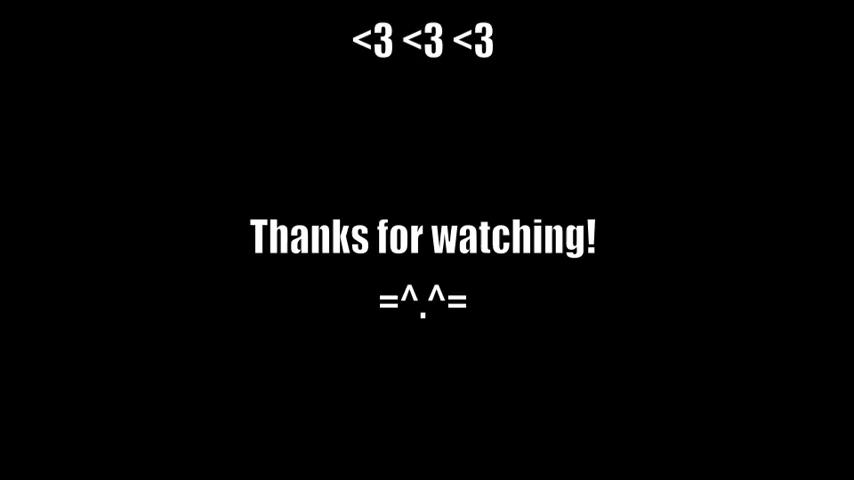 <3 <3 <3
Thanks for watching!
=^.^=